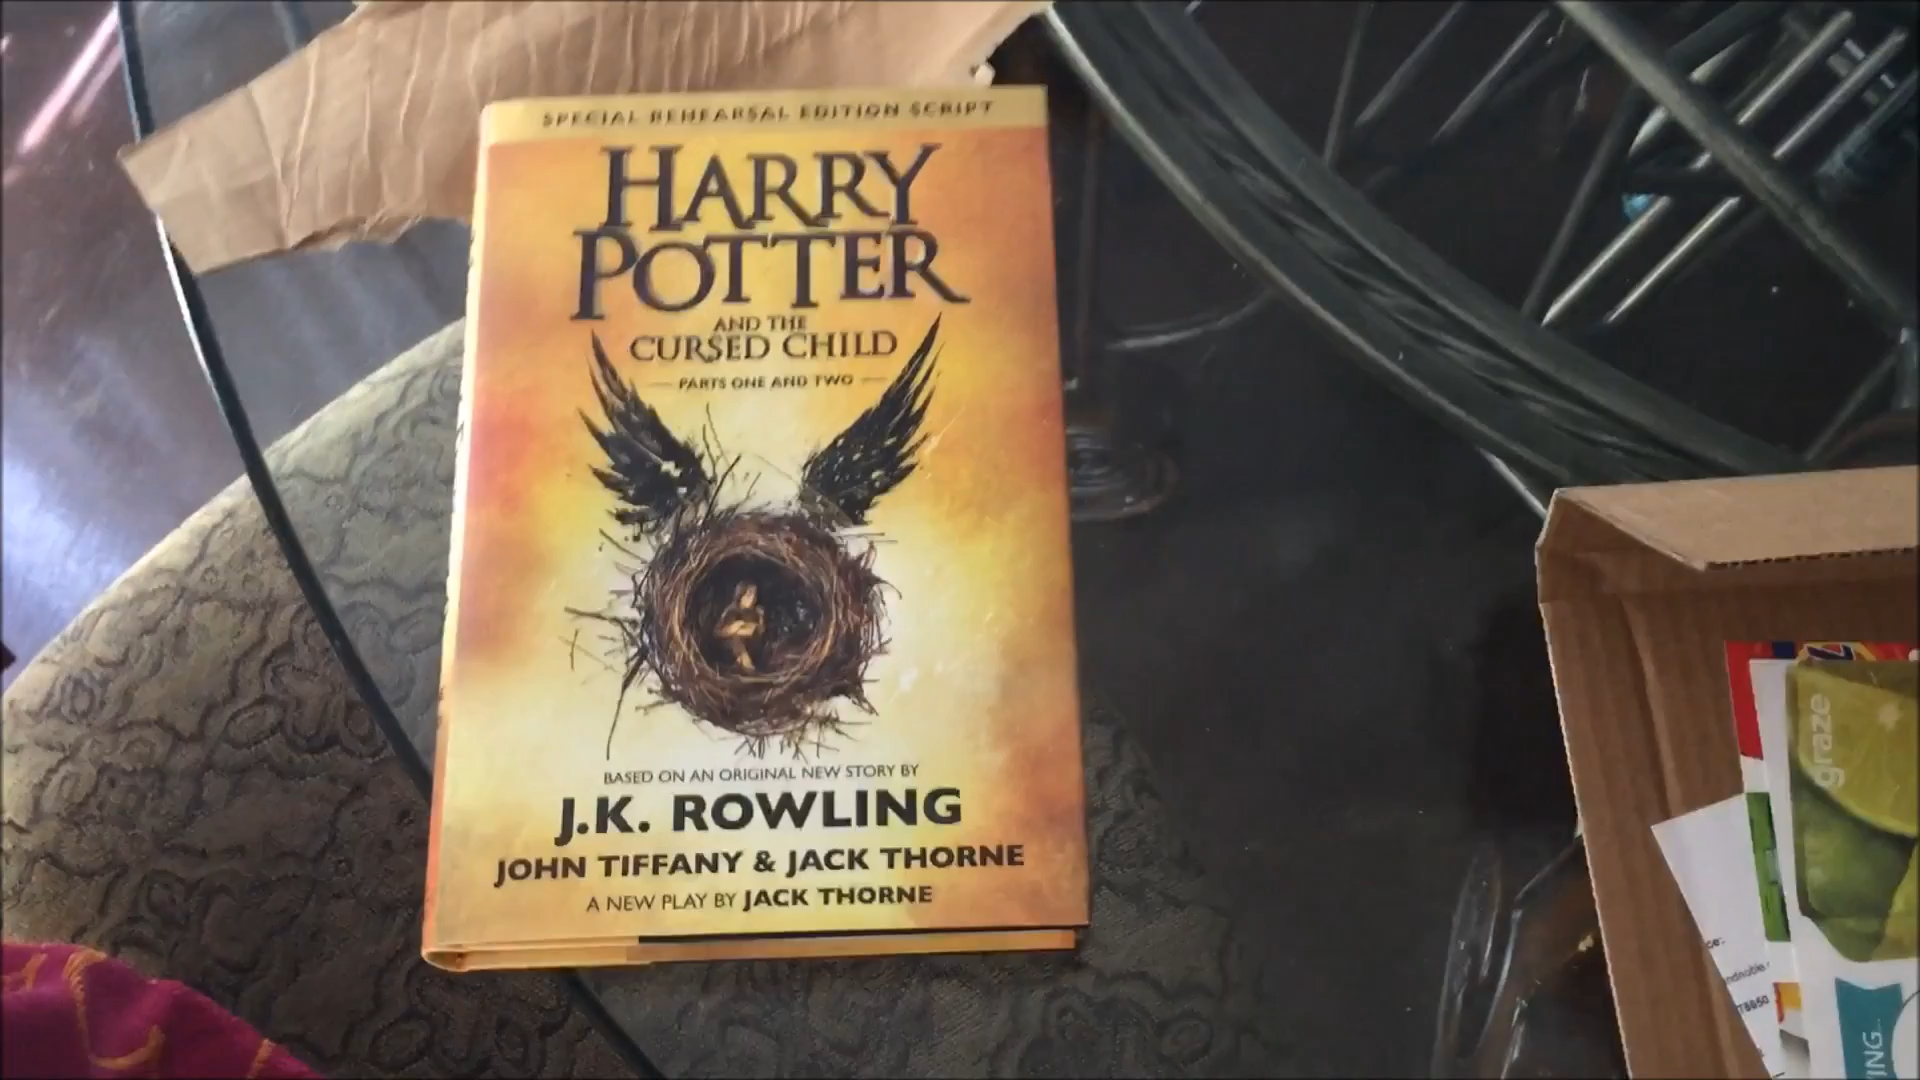 SPECIAL REHEARSAL EDITION SCRIPT
HARRY
POTTER
AND THE
CURSED CHILD
PARTS ONE AND TWO
BASED ON AN ORIGINAL NEW STORY BY
J.K. ROWLING
JOHN TIFFANY & JACK THORNE
A NEW PLAY BY JACK THORNE
graze